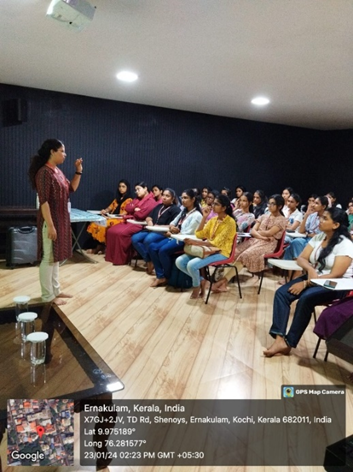 GPS Map Camera
Ernakulam, Kerala, India
X7GJ+2JV, TD Rd, Shenoys, Ernakulam, Kochi, Kerala 682011, India
Lat 9.975189°
Long 76.281577°
23/01/24 02:23 PM GMT +05:30
Google